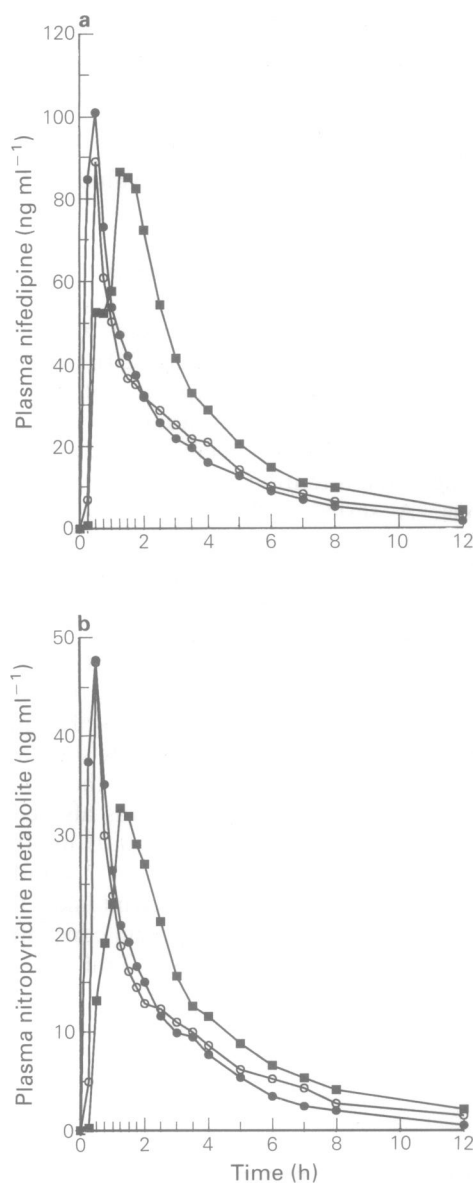 a
120
100
80
60
40
20
0
Plasma nifedipine (ng ml⁻¹)
0 2 4 6 8 10 12
b
50
40
30
20
10
0
Plasma nitropyridine metabolite (ng ml⁻¹)
0 2 4 6 8 10 12
Time (h)